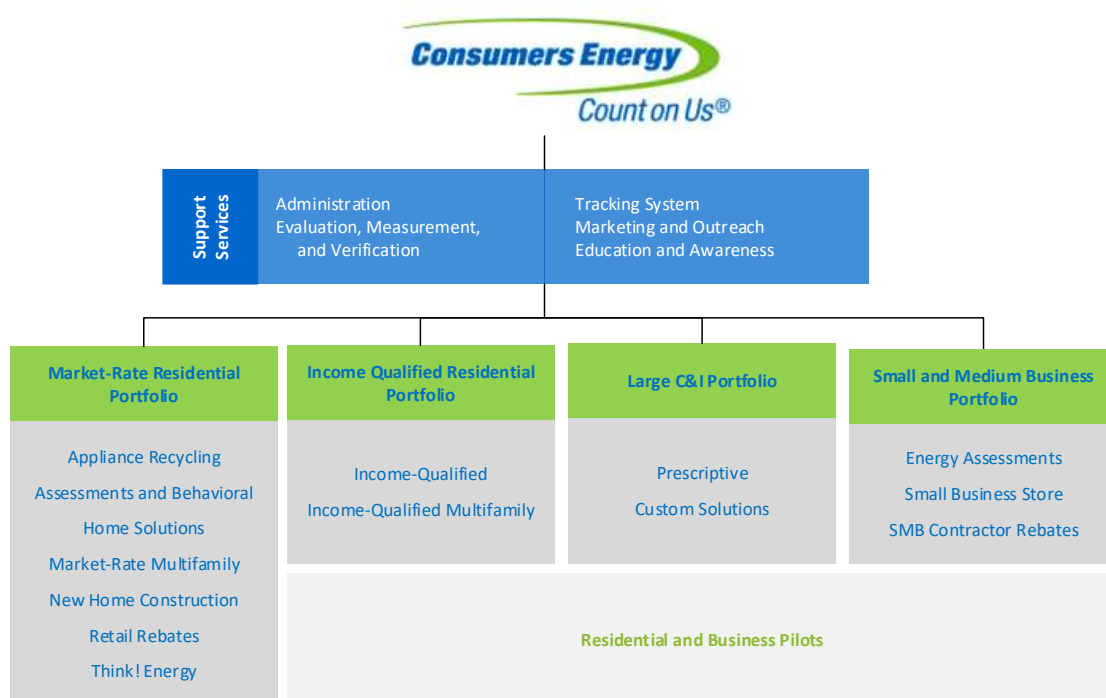 Consumers Energy
Count on Us®
Support
Services
Administration
Evaluation, Measurement,
and Verification
Tracking System
Marketing and Outreach
Education and Awareness
Market-Rate Residential
Portfolio
Appliance Recycling
Assessments and Behavioral
Home Solutions
Market-Rate Multifamily
New Home Construction
Retail Rebates
Think! Energy
Income Qualified Residential
Portfolio
Income-Qualified
Income-Qualified Multifamily
Large C&I Portfolio
Prescriptive
Custom Solutions
Small and Medium Business
Portfolio
Energy Assessments
Small Business Store
SMB Contractor Rebates
Residential and Business Pilots